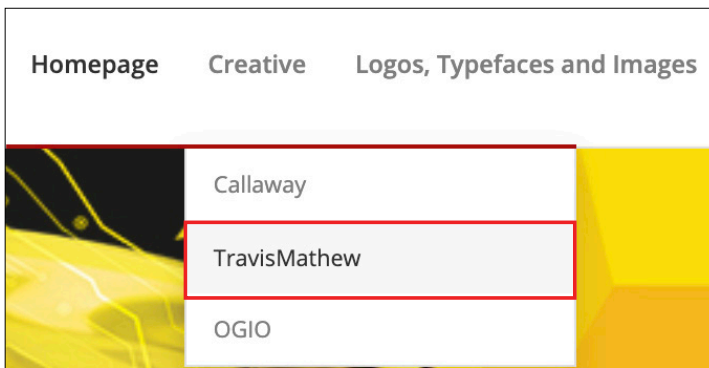 Homepage Creative Logos, Typefaces and Images
Callaway
TravisMathew
OGIO